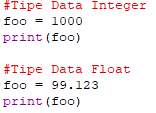 #Tipe Data Integer
foo = 1000
print(foo)
#Tipe Data Float
foo = 99.123
print(foo)